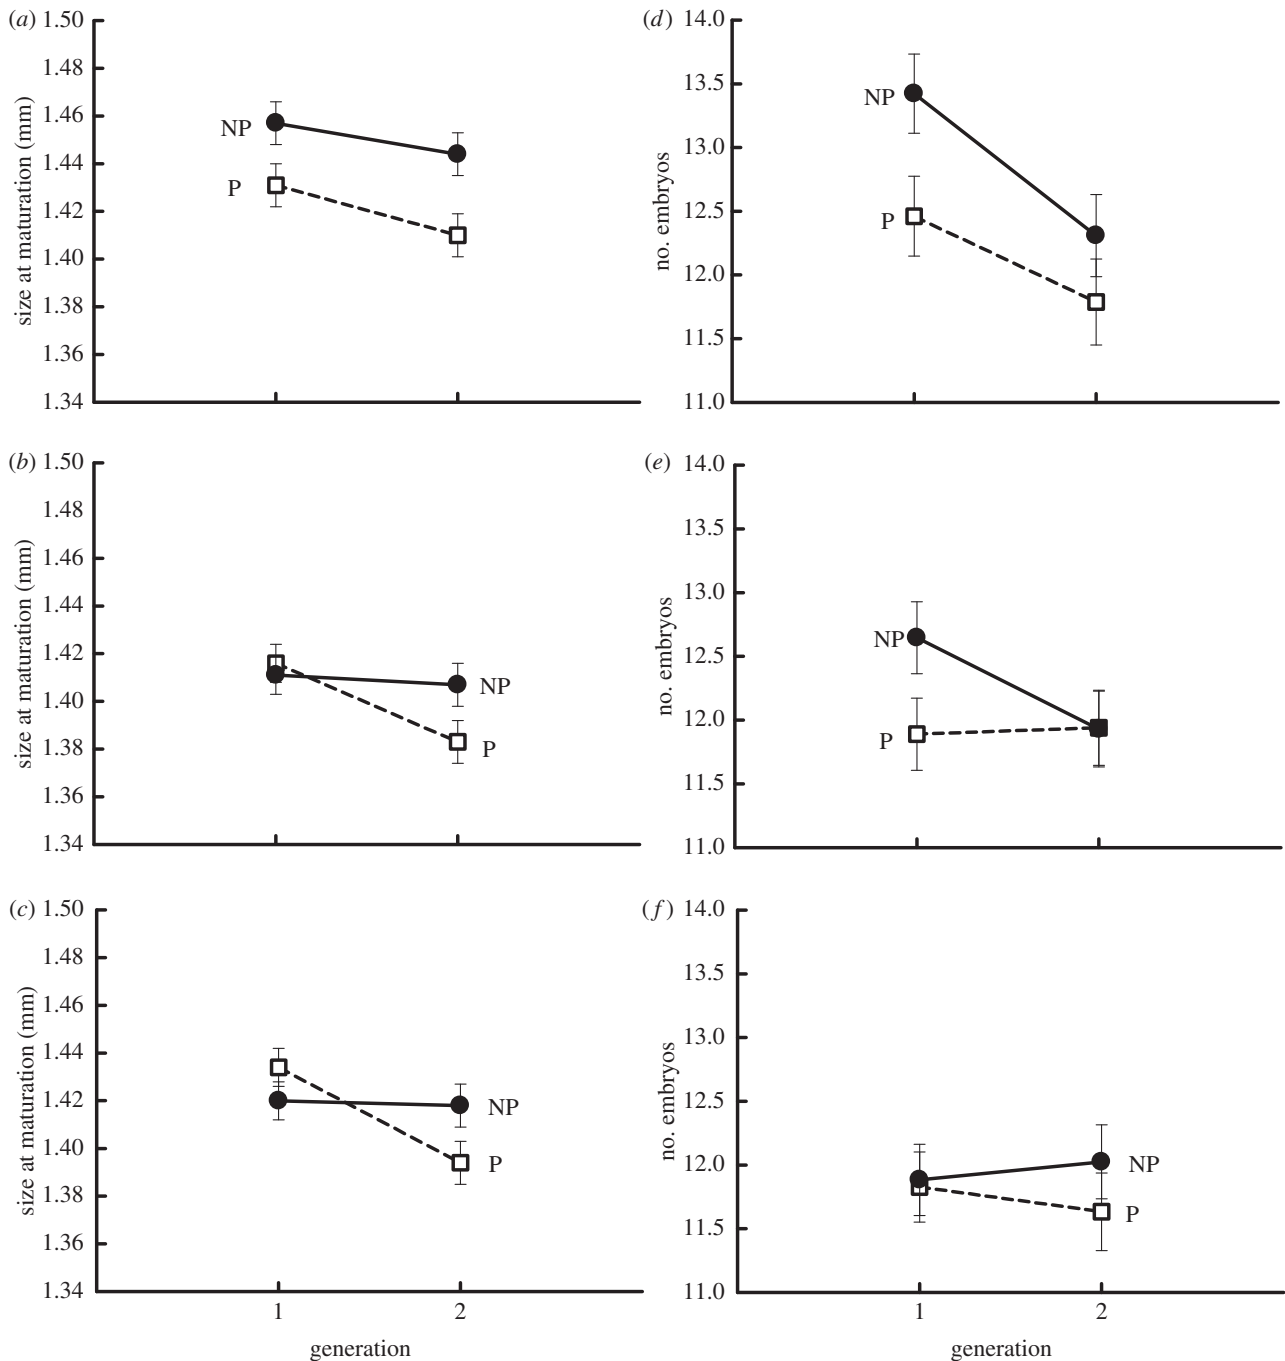 (a)
1.50
1.48
1.46
1.44
1.42
1.40
1.38
1.36
1.34
size at maturation (mm)
NP
P
(d)
14.0
13.5
13.0
12.5
12.0
11.5
11.0
no. embryos
NP
P
(b)
1.50
1.48
1.46
1.44
1.42
1.40
1.38
1.36
1.34
size at maturation (mm)
NP
P
(e)
14.0
13.5
13.0
12.5
12.0
11.5
11.0
no. embryos
NP
P
(c)
1.50
1.48
1.46
1.44
1.42
1.40
1.38
1.36
1.34
size at maturation (mm)
NP
P
1
2
generation
(f)
14.0
13.5
13.0
12.5
12.0
11.5
11.0
no. embryos
NP
P
1
2
generation